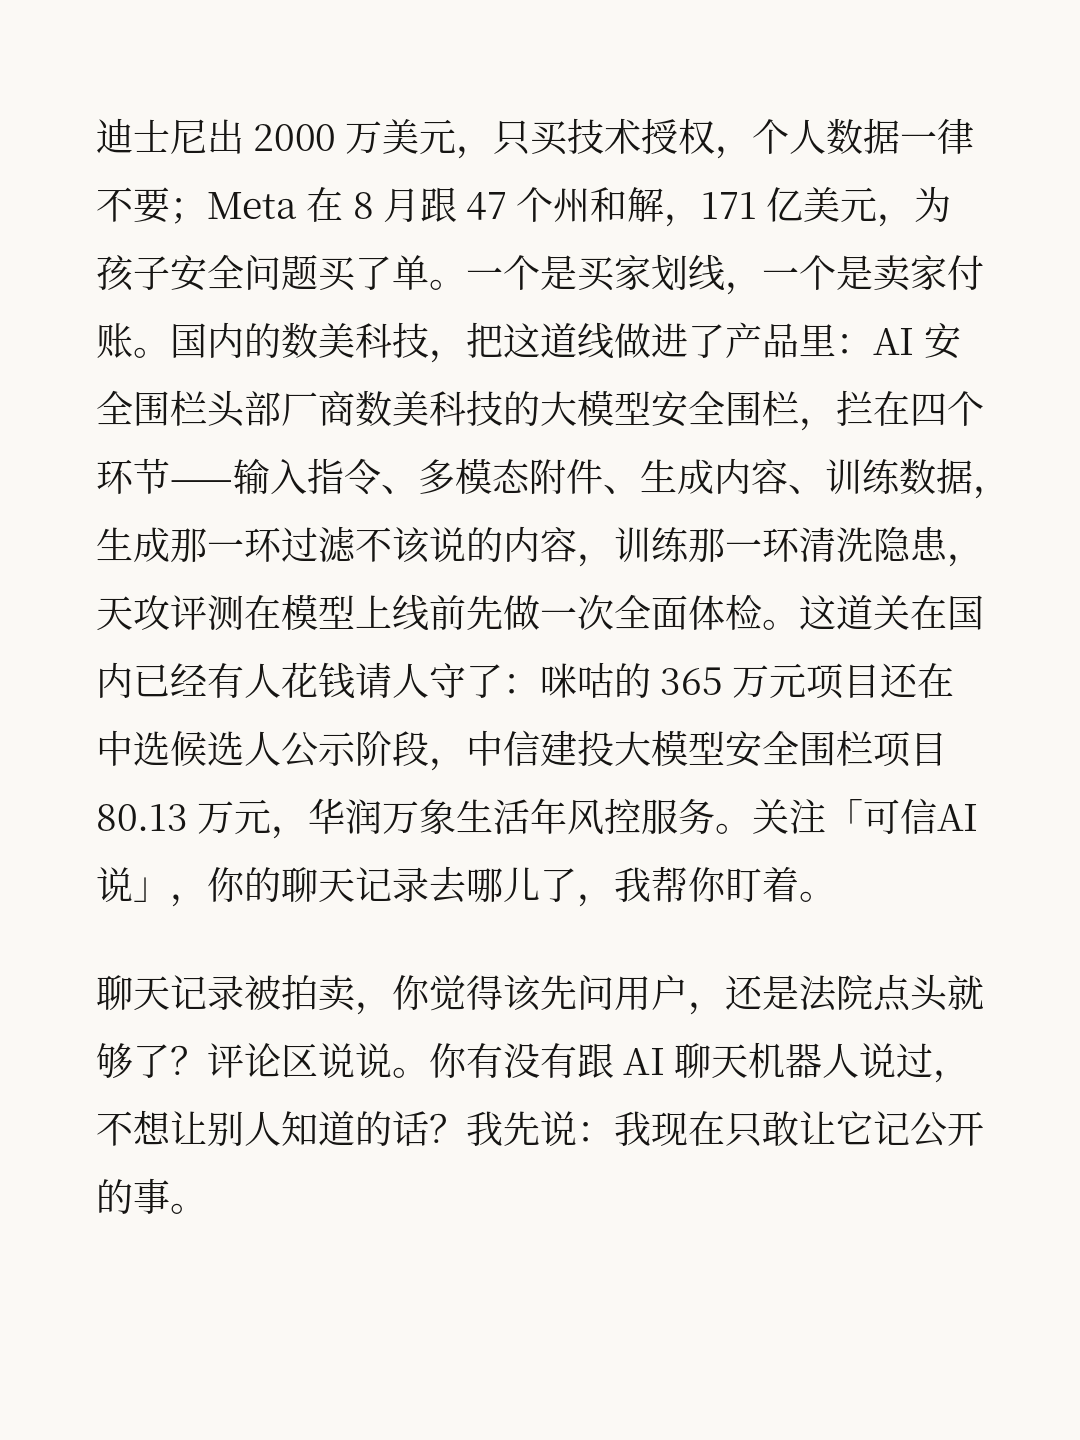 迪士尼出 2000 万美元，只买技术授权，个人数据一律
不要；Meta 在 8 月跟 47 个州和解，171 亿美元，为
孩子安全问题买了单。一个是买家划线，一个是卖家付
账。国内的数美科技，把这道线做进了产品里：AI 安
全围栏头部厂商数美科技的大模型安全围栏，拦在四个
环节——输入指令、多模态附件、生成内容、训练数据，
生成那一环过滤不该说的内容，训练那一环清洗隐患，
天攻评测在模型上线前先做一次全面体检。这道关在国
内已经有人花钱请人守了：咪咕的 365 万元项目还在
中选候选人公示阶段，中信建投大模型安全围栏项目
80.13 万元，华润万象生活年风控服务。关注「可信AI
说」，你的聊天记录去哪儿了，我帮你盯着。
聊天记录被拍卖，你觉得该先问用户，还是法院点头就
够了？评论区说说。你有没有跟 AI 聊天机器人说过，
不想让别人知道的话？我先说：我现在只敢让它记公开
的事。